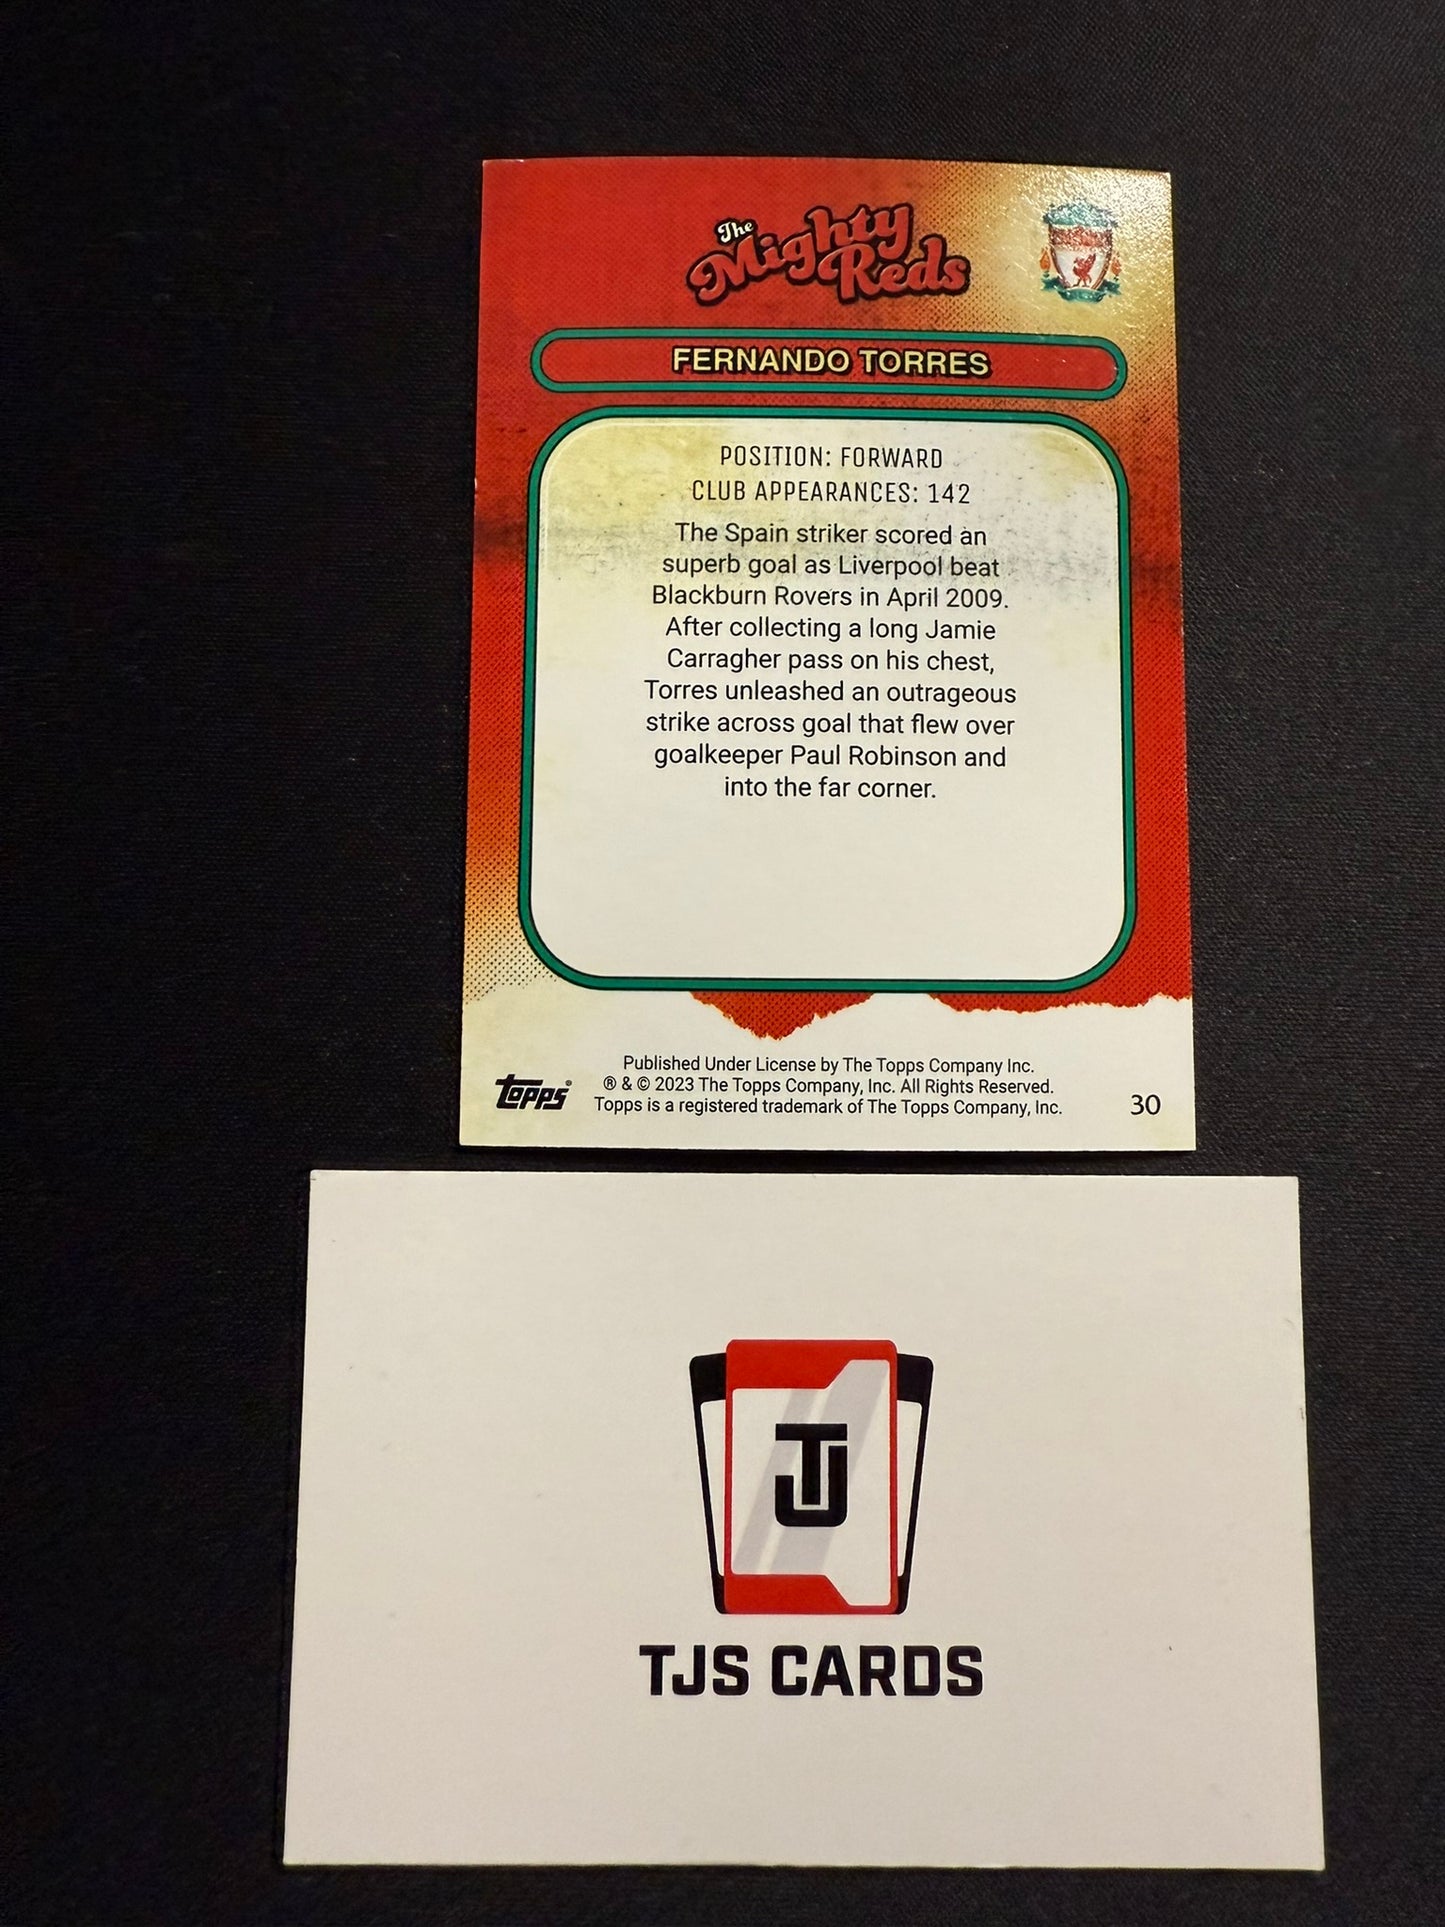 The
Mighty
Reds
FERNANDO TORRES
POSITION: FORWARD
CLUB APPEARANCES: 142
The Spain striker scored an
superb goal as Liverpool beat
Blackburn Rovers in April 2009.
After collecting a long Jamie
Carragher pass on his chest,
Torres unleashed an outrageous
strike across goal that flew over
goalkeeper Paul Robinson and
into the far corner.
Published Under License by The Topps Company Inc.
® & © 2023 The Topps Company, Inc. All Rights Reserved.
Topps is a registered trademark of The Topps Company, Inc.
Topps®
30
TJ
TJS CARDS